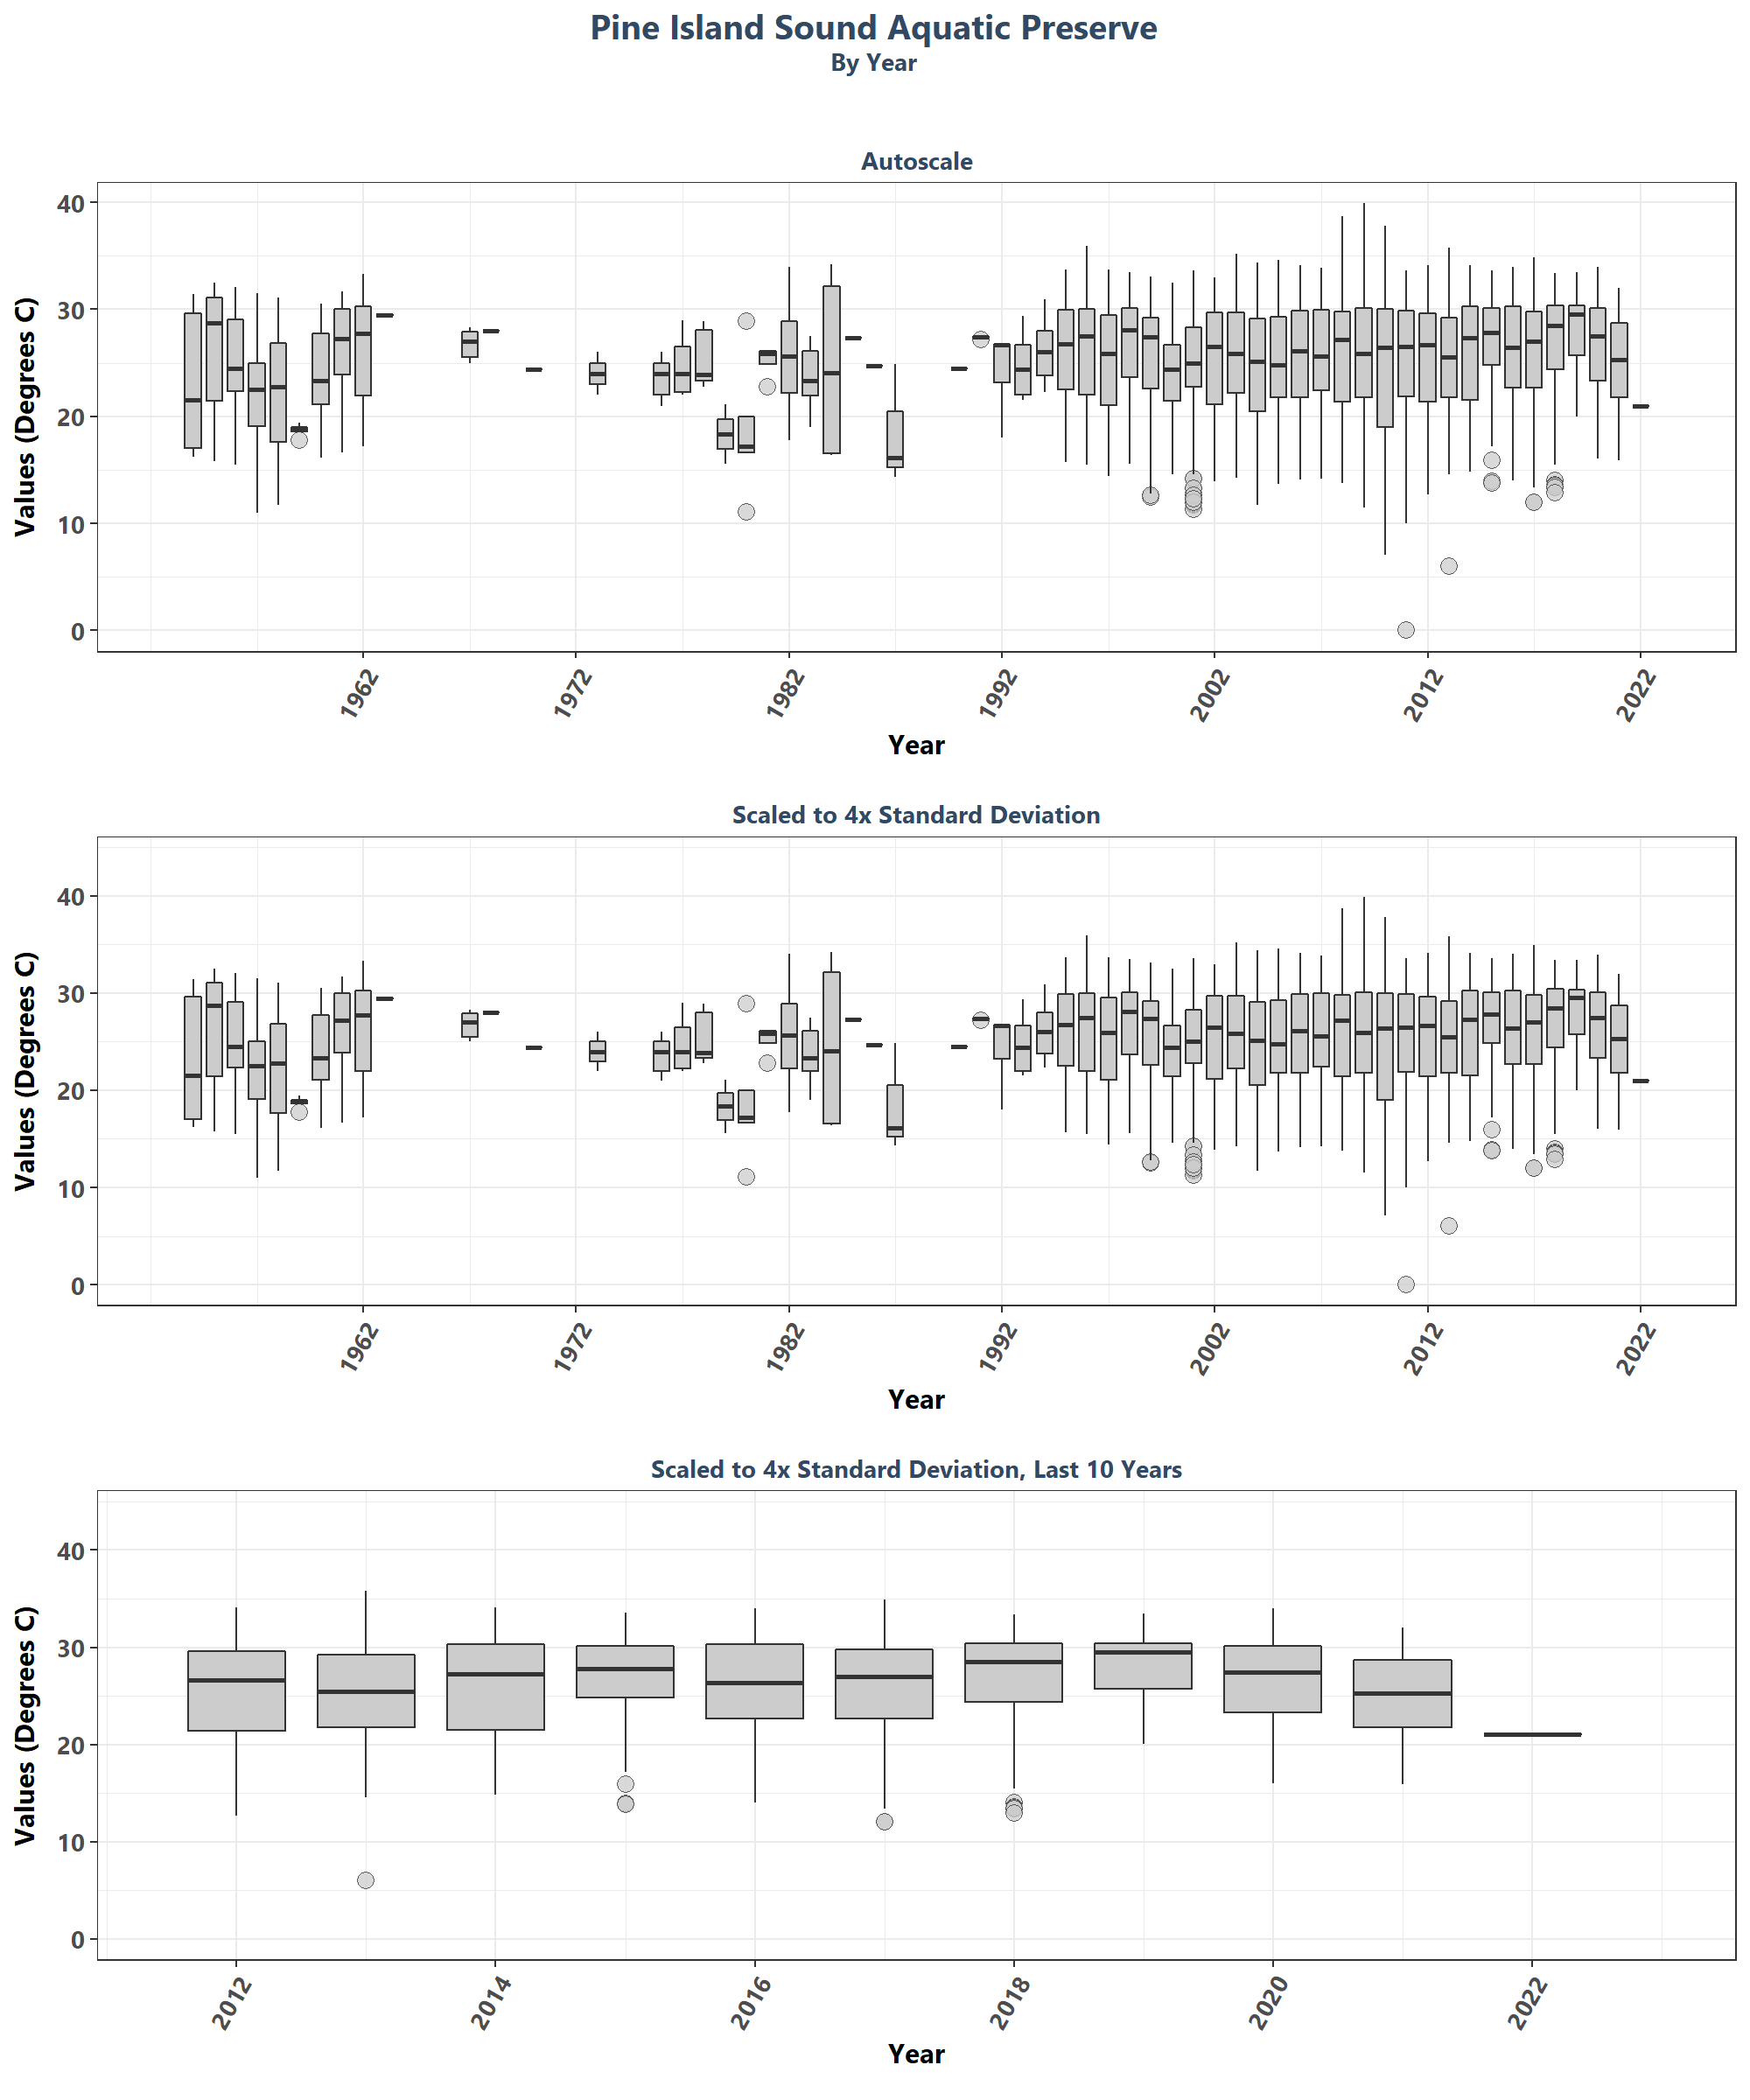 Pine Island Sound Aquatic Preserve
By Year
Autoscale
Values (Degrees C)
40
30
20
10
0
1962 1972 1982 1992 2002 2012 2022
Year
Scaled to 4x Standard Deviation
Values (Degrees C)
40
30
20
10
0
1962 1972 1982 1992 2002 2012 2022
Year
Scaled to 4x Standard Deviation, Last 10 Years
Values (Degrees C)
40
30
20
10
0
2012 2014 2016 2018 2020 2022
Year